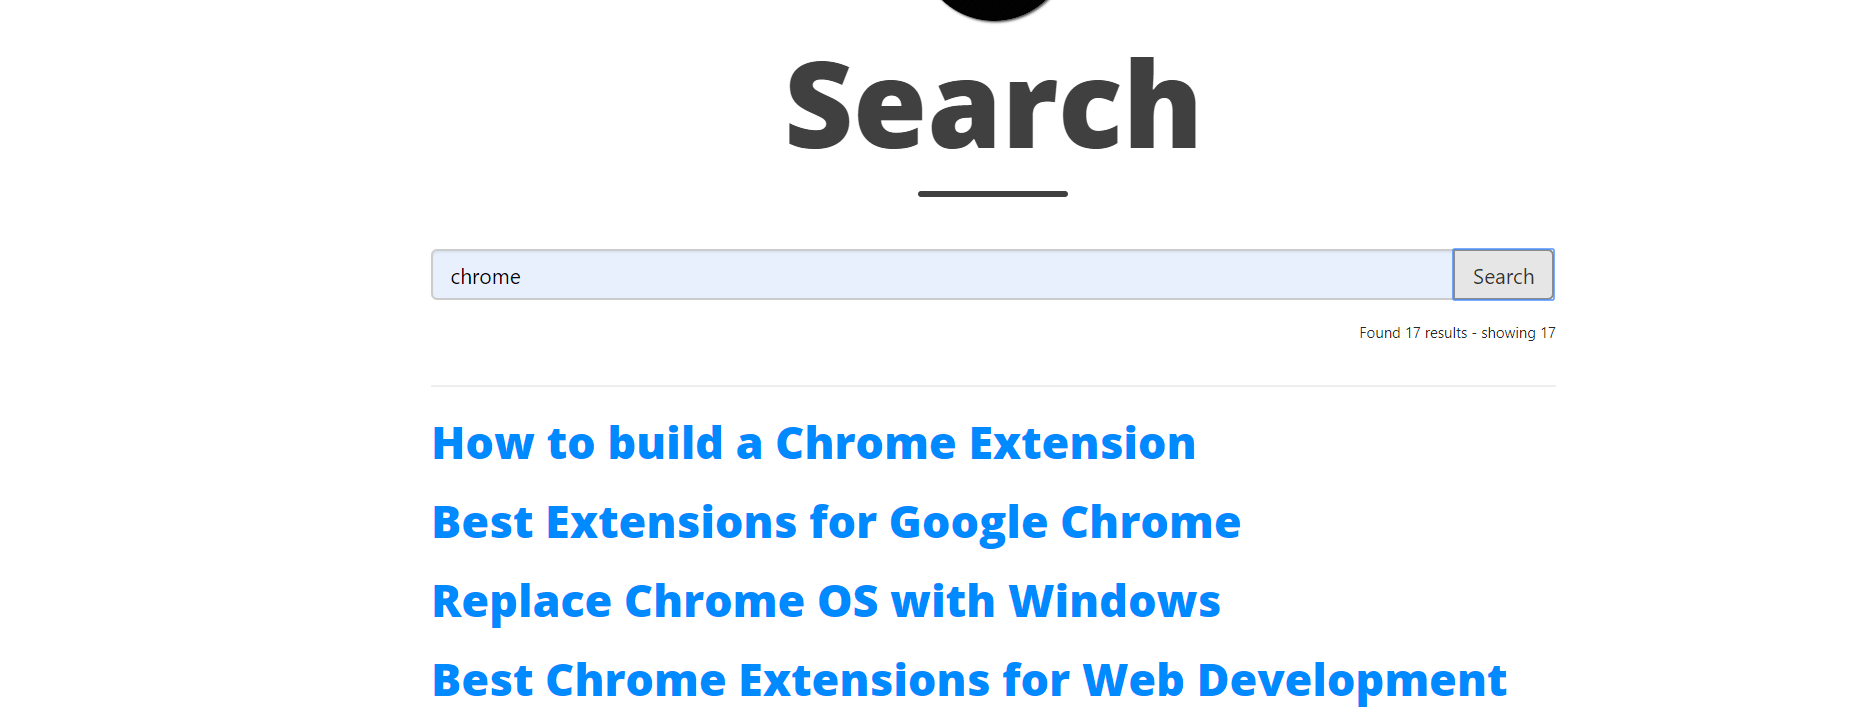 Search
chrome
Search
Found 17 results - showing 17
How to build a Chrome Extension
Best Extensions for Google Chrome
Replace Chrome OS with Windows
Best Chrome Extensions for Web Development